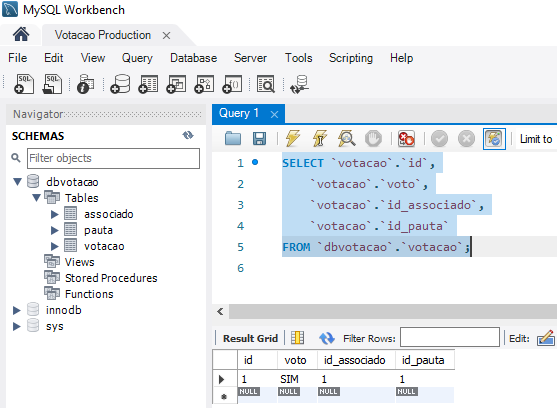 MySQL Workbench
Votacao Production ×
File Edit View Query Database Server Tools Scripting Help
Navigator
Query 1 ×
SCHEMAS
Limit to
Filter objects
dbvotacao
Tables
associado
pauta
votacao
Views
Stored Procedures
Functions
innodb
sys
1 SELECT `votacao`.`id`,
2 `votacao`.`voto`,
3 `votacao`.`id_associado`,
4 `votacao`.`id_pauta`
5 FROM `dbvotacao`.`votacao`;
6
Result Grid Filter Rows: Edit:
id voto id_associado id_pauta
1 SIM 1 1
NULL NULL NULL NULL